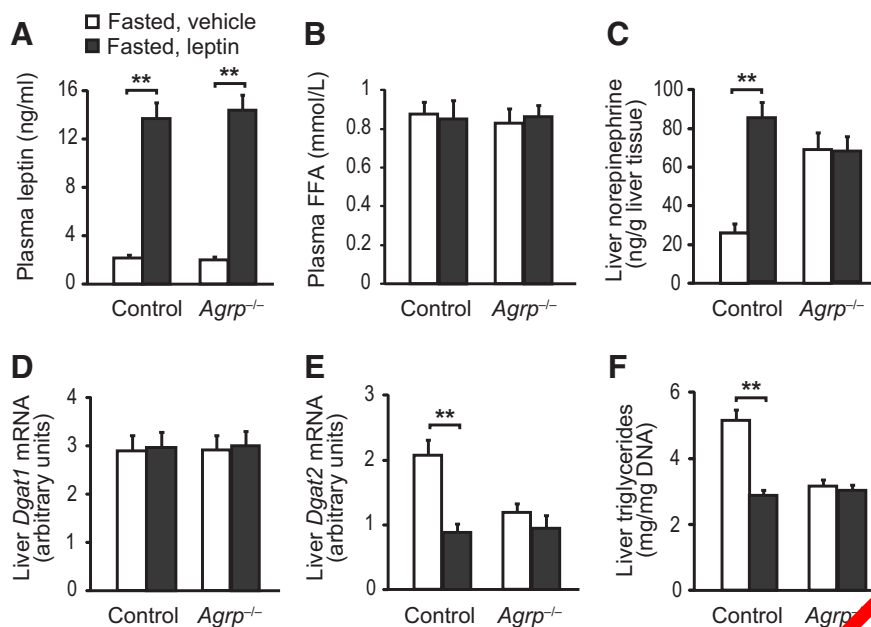 A
Fasted, vehicle
Fasted, leptin
Plasma leptin (ng/ml)
16
12
8
4
0
**
**
Control
Agrp–/–
B
Plasma FFA (mmol/L)
1
0.8
0.6
0.4
0.2
0
Control
Agrp–/–
C
Liver norepinephrine
(ng/g liver tissue)
100
80
60
40
20
0
**
Control
Agrp–/–
D
Liver Dgat1 mRNA
(arbitrary units)
4
3
2
1
0
Control
Agrp–/–
E
Liver Dgat2 mRNA
(arbitrary units)
3
2
1
0
**
Control
Agrp–/–
F
Liver triglycerides
(mg/mg DNA)
6
4
2
0
**
Control
Agrp